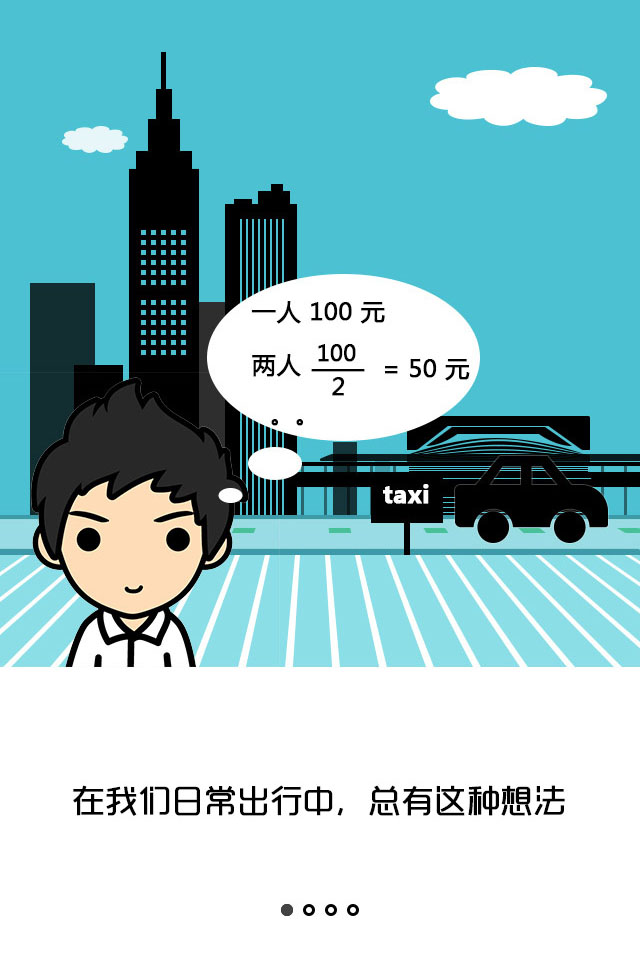 一人 100 元
两人 100/2 = 50 元
。。
taxi
在我们日常出行中，总有这种想法